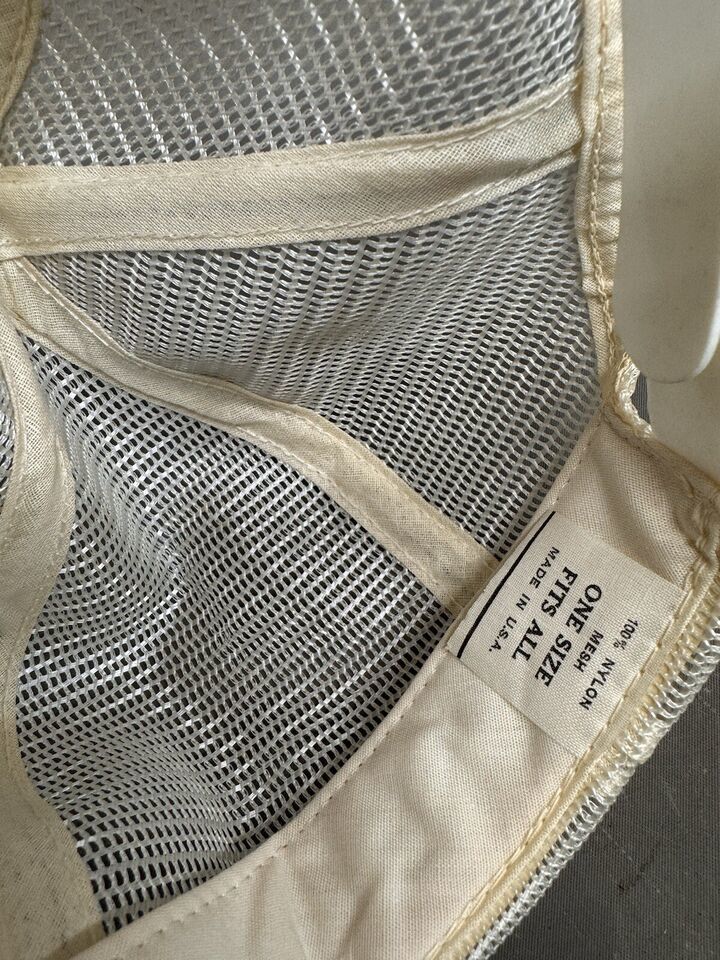 100% NYLON
MESH
ONE SIZE
FITS ALL
MADE IN U.S.A.